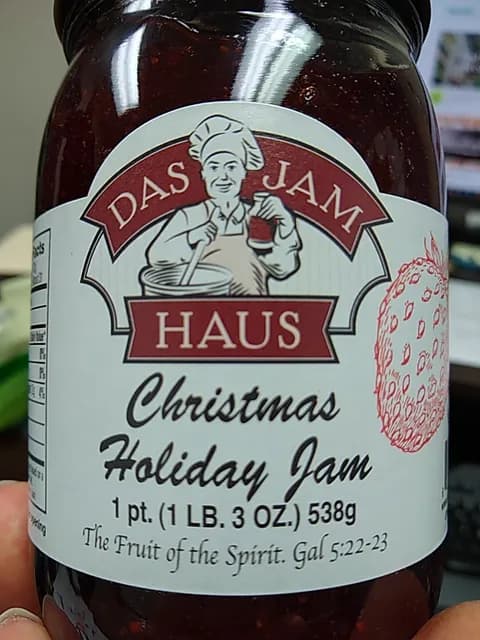 DAS JAM
HAUS
Christmas
Holiday Jam
1 pt. (1 LB. 3 OZ.) 538g
The Fruit of the Spirit. Gal 5:22-23